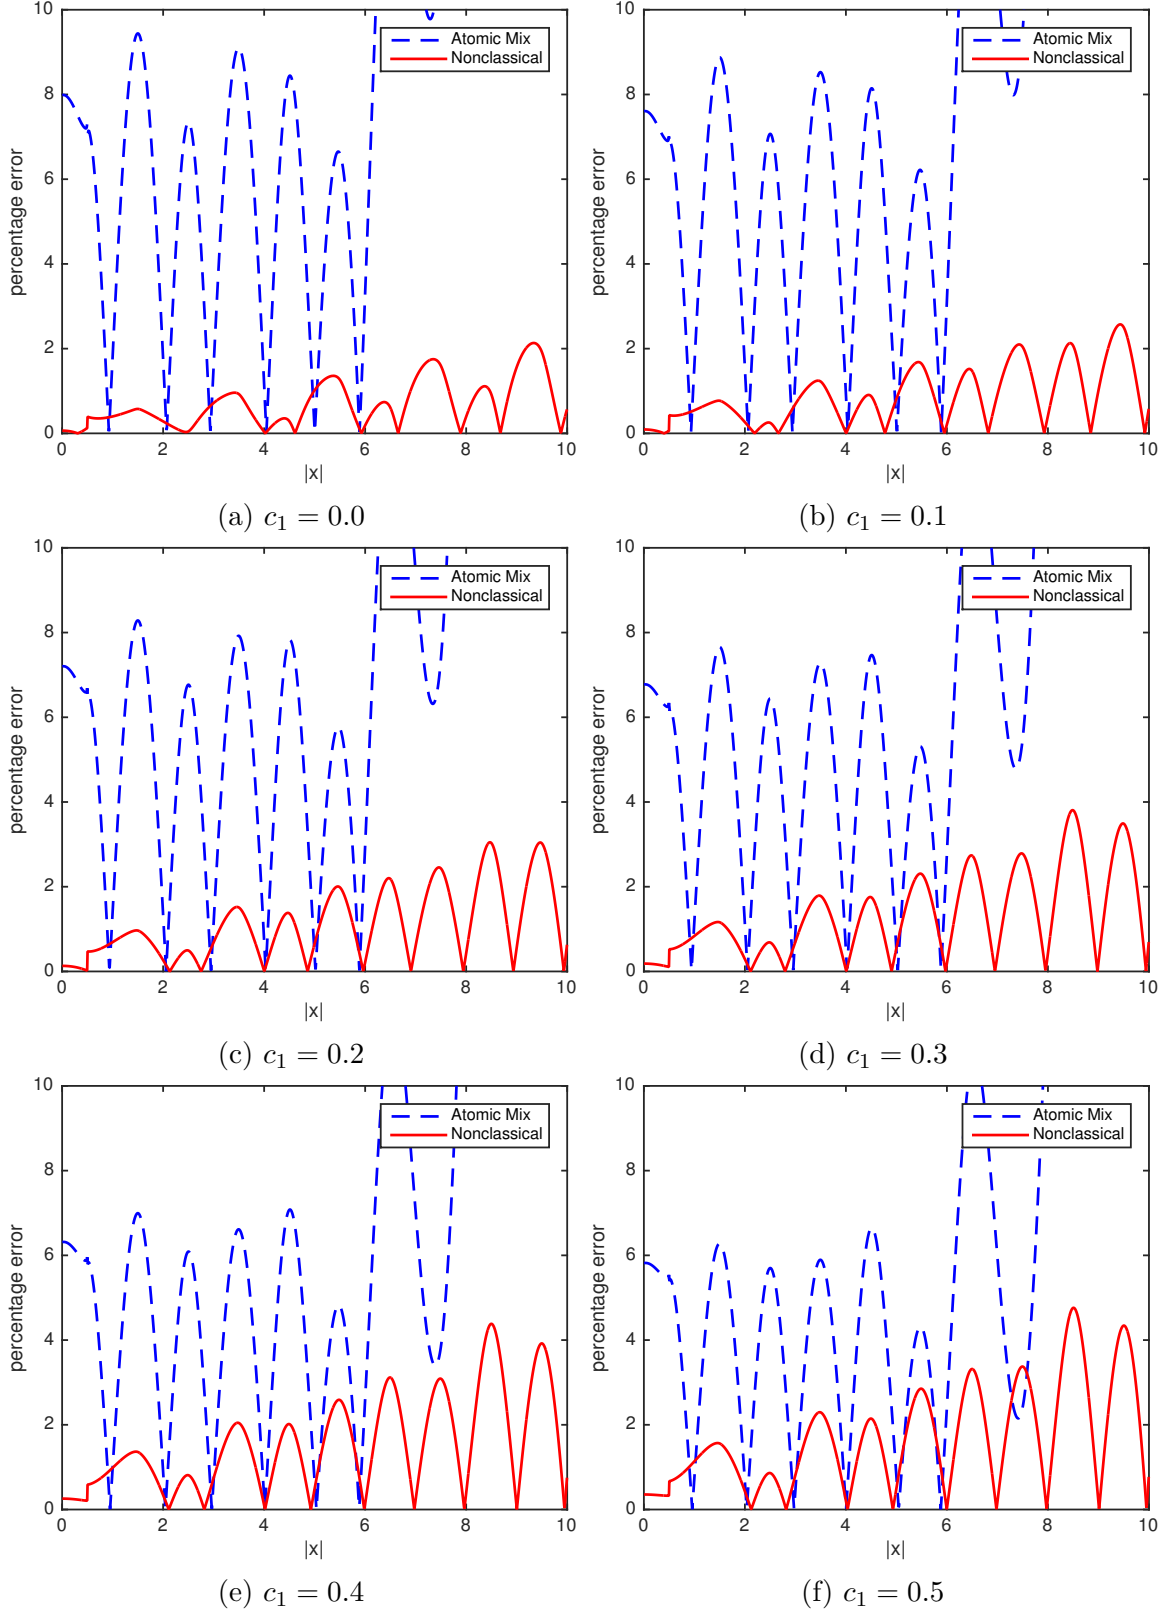 10
8
6
4
2
0
percentage error
Atomic Mix
Nonclassical
0 2 4 6 8 10
|x|
(a) c₁ = 0.0
10
8
6
4
2
0
percentage error
Atomic Mix
Nonclassical
0 2 4 6 8 10
|x|
(b) c₁ = 0.1
10
8
6
4
2
0
percentage error
Atomic Mix
Nonclassical
0 2 4 6 8 10
|x|
(c) c₁ = 0.2
10
8
6
4
2
0
percentage error
Atomic Mix
Nonclassical
0 2 4 6 8 10
|x|
(d) c₁ = 0.3
10
8
6
4
2
0
percentage error
Atomic Mix
Nonclassical
0 2 4 6 8 10
|x|
(e) c₁ = 0.4
10
8
6
4
2
0
percentage error
Atomic Mix
Nonclassical
0 2 4 6 8 10
|x|
(f) c₁ = 0.5